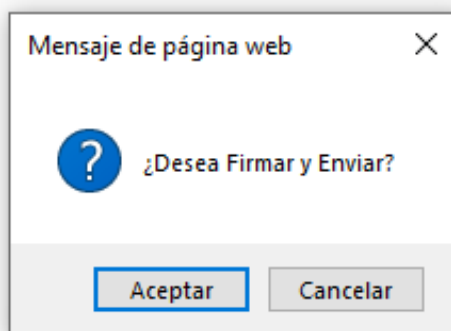 Mensaje de página web
¿Desea Firmar y Enviar?
Aceptar
Cancelar